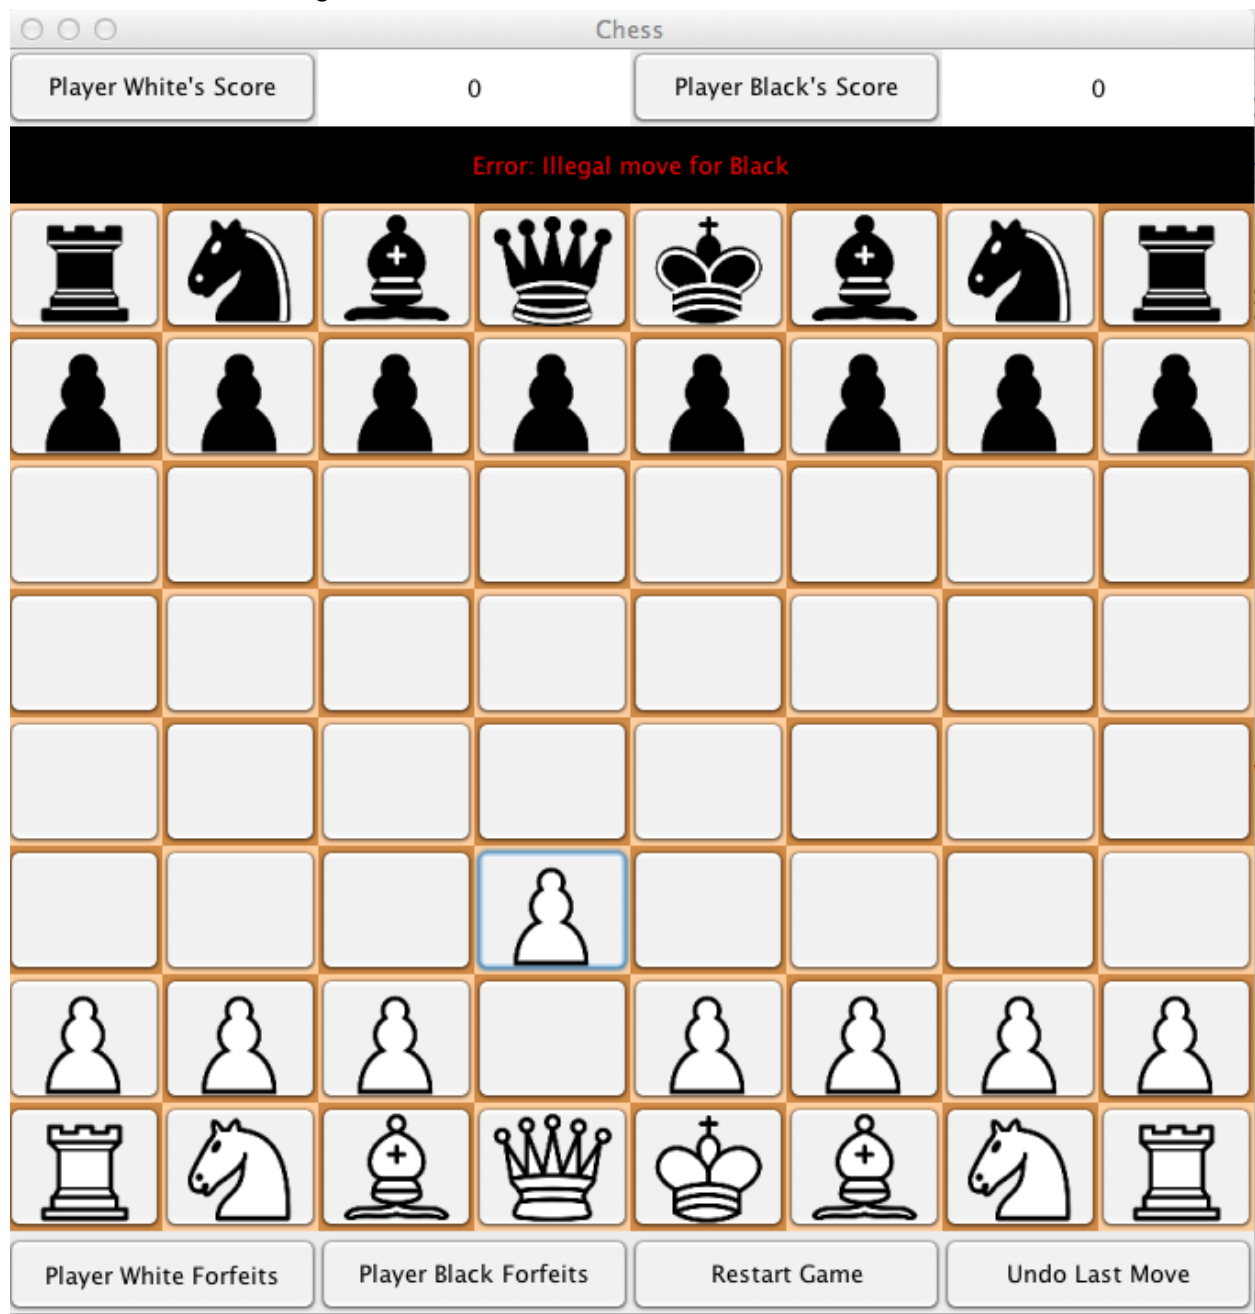 Chess
Player White's Score 0 Player Black's Score 0
Error: Illegal move for Black
Player White Forfeits Player Black Forfeits Restart Game Undo Last Move